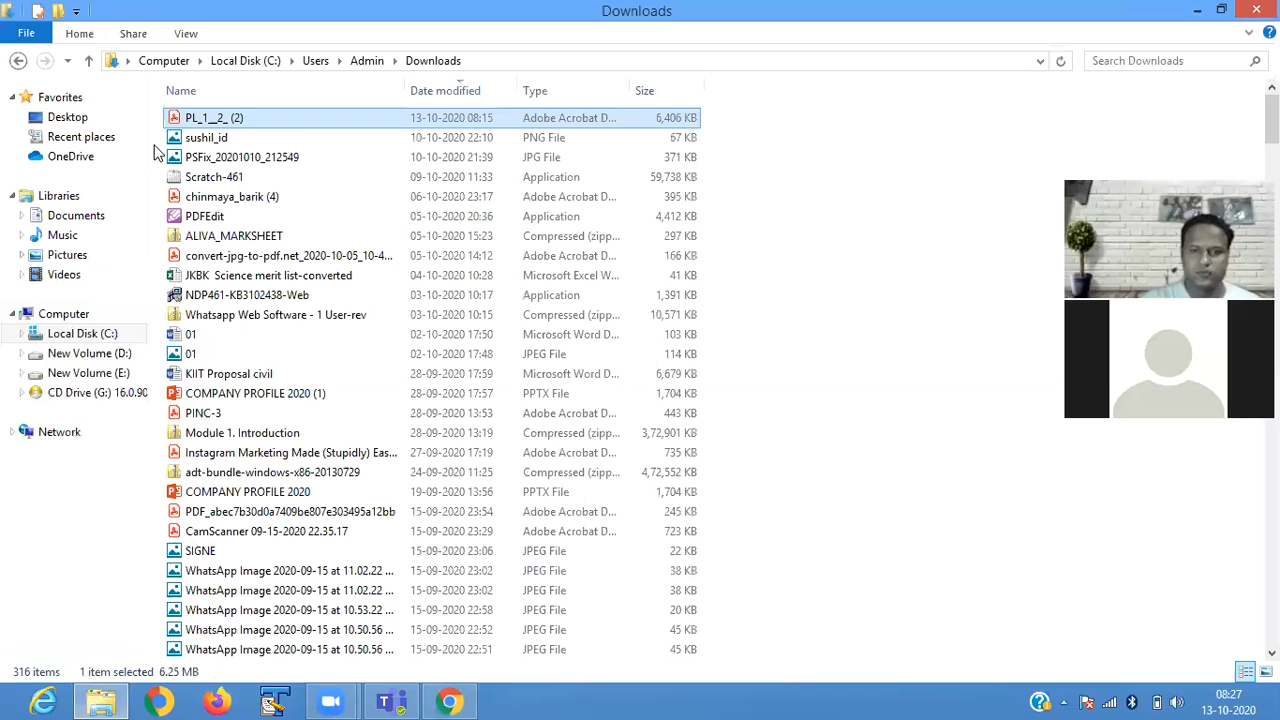 Downloads
File Home Share View
Computer Local Disk (C:) Users Admin Downloads Search Downloads
Name Date modified Type Size
Favorites
Desktop
Recent places
OneDrive
Libraries
Documents
Music
Pictures
Videos
Computer
Local Disk (C:)
New Volume (D:)
New Volume (E:)
CD Drive (G:) 16.0.90
Network
PL_1__2_ (2) 13-10-2020 08:15 Adobe Acrobat D... 6,406 KB
sushil_id 10-10-2020 22:10 PNG File 67 KB
PSFix_20201010_212549 10-10-2020 21:39 JPG File 371 KB
Scratch-461 09-10-2020 11:33 Application 59,738 KB
chinmaya_barik (4) 06-10-2020 23:17 Adobe Acrobat D... 395 KB
PDFEdit 05-10-2020 20:36 Application 4,412 KB
ALIVA_MARKSHEET 05-10-2020 15:23 Compressed (zipp... 297 KB
convert-jpg-to-pdf.net_2020-10-05_10-4... 05-10-2020 14:12 Adobe Acrobat D... 166 KB
JKBK Science merit list-converted 04-10-2020 10:28 Microsoft Excel W... 41 KB
NDP461-KB3102438-Web 03-10-2020 10:17 Application 1,391 KB
Whatsapp Web Software - 1 User-rev 03-10-2020 10:15 Compressed (zipp... 10,571 KB
01 02-10-2020 17:50 Microsoft Word D... 103 KB
01 02-10-2020 17:48 JPEG File 114 KB
KIIT Proposal civil 28-09-2020 17:59 Microsoft Word D... 6,679 KB
COMPANY PROFILE 2020 (1) 28-09-2020 17:57 PPTX File 1,704 KB
PINC-3 28-09-2020 13:53 Adobe Acrobat D... 443 KB
Module 1. Introduction 28-09-2020 13:19 Compressed (zipp... 3,72,901 KB
Instagram Marketing Made (Stupidly) Eas... 27-09-2020 17:19 Adobe Acrobat D... 735 KB
adt-bundle-windows-x86-20130729 24-09-2020 11:25 Compressed (zipp... 4,72,552 KB
COMPANY PROFILE 2020 19-09-2020 13:56 PPTX File 1,704 KB
PDF_abec7b30d0a7409be807e303495a12bb 15-09-2020 23:54 Adobe Acrobat D... 245 KB
CamScanner 09-15-2020 22.35.17 15-09-2020 23:29 Adobe Acrobat D... 723 KB
SIGNE 15-09-2020 23:06 JPEG File 22 KB
WhatsApp Image 2020-09-15 at 11.02.22 ... 15-09-2020 23:02 JPEG File 38 KB
WhatsApp Image 2020-09-15 at 11.02.22 ... 15-09-2020 23:02 JPEG File 38 KB
WhatsApp Image 2020-09-15 at 10.53.22 ... 15-09-2020 22:58 JPEG File 20 KB
WhatsApp Image 2020-09-15 at 10.50.56 ... 15-09-2020 22:52 JPEG File 45 KB
WhatsApp Image 2020-09-15 at 10.50.56 ... 15-09-2020 22:51 JPEG File 45 KB
316 items 1 item selected 6.25 MB
08:27
13-10-2020